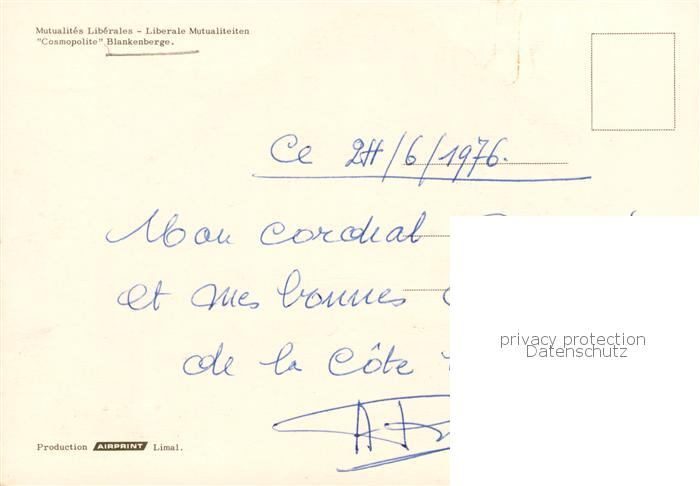 Mutualités Libérales - Liberale Mutualiteiten
"Cosmopolite" Blankenberge.
Ce 24/6/1976.
Mon cordial
et mes bonnes
de la Côte
privacy protection
Datenschutz
Production AIRPRINT Limal.